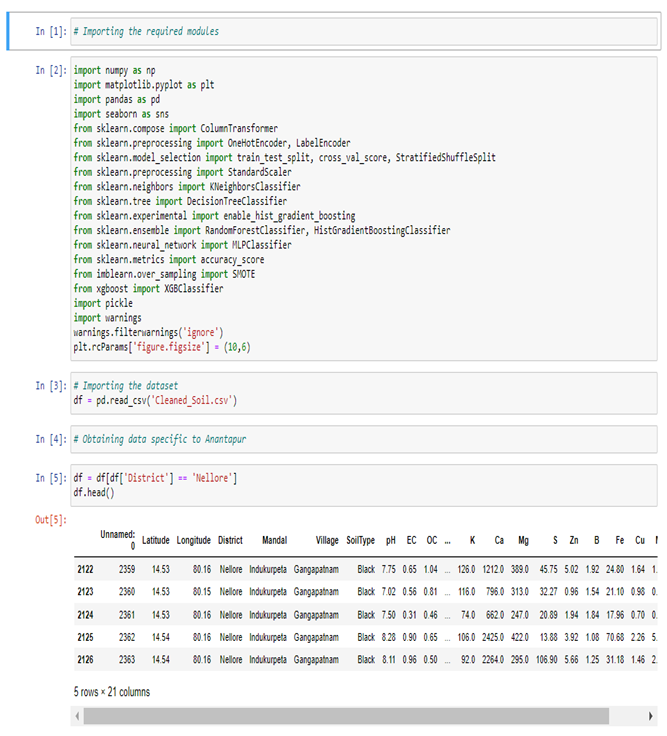 In [1]: # Importing the required modules
In [2]: import numpy as np
import matplotlib.pyplot as plt
import pandas as pd
import seaborn as sns
from sklearn.compose import ColumnTransformer
from sklearn.preprocessing import OneHotEncoder, LabelEncoder
from sklearn.model_selection import train_test_split, cross_val_score, StratifiedShuffleSplit
from sklearn.preprocessing import StandardScaler
from sklearn.neighbors import KNeighborsClassifier
from sklearn.tree import DecisionTreeClassifier
from sklearn.experimental import enable_hist_gradient_boosting
from sklearn.ensemble import RandomForestClassifier, HistGradientBoostingClassifier
from sklearn.neural_network import MLPClassifier
from sklearn.metrics import accuracy_score
from imblearn.over_sampling import SMOTE
from xgboost import XGBClassifier
import pickle
import warnings
warnings.filterwarnings('ignore')
plt.rcParams['figure.figsize'] = (10,6)
In [3]: # Importing the dataset
df = pd.read_csv('Cleaned_Soil.csv')
In [4]: # Obtaining data specific to Anantapur
In [5]: df = df[df['District'] == 'Nellore']
df.head()
Out[5]:
Unnamed: 0 Latitude Longitude District Mandal Village SoilType pH EC OC ... K Ca Mg S Zn B Fe Cu
2122 2359 14.53 80.16 Nellore Indukurpeta Gangapatnam Black 7.75 0.65 1.04 ... 126.0 1212.0 389.0 45.75 5.02 1.92 24.80 1.64 1.
2123 2360 14.53 80.15 Nellore Indukurpeta Gangapatnam Black 7.02 0.56 0.81 ... 116.0 796.0 313.0 32.27 0.96 1.54 21.10 0.98 0.
2124 2361 14.53 80.16 Nellore Indukurpeta Gangapatnam Black 7.50 0.31 0.46 ... 74.0 662.0 247.0 20.89 1.94 1.84 17.96 0.70 0.
2125 2362 14.54 80.16 Nellore Indukurpeta Gangapatnam Black 8.28 0.90 0.65 ... 106.0 2425.0 422.0 13.88 3.92 1.08 70.68 2.26 5.
2126 2363 14.54 80.16 Nellore Indukurpeta Gangapatnam Black 8.11 0.96 0.50 ... 92.0 2264.0 295.0 106.90 5.66 1.25 31.18 1.46 2.
5 rows × 21 columns